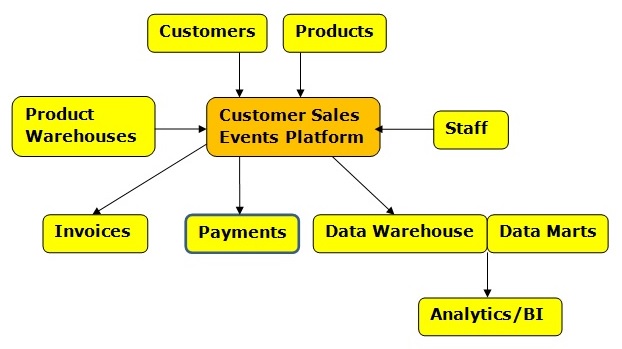 Customers
Products
Product
Warehouses
Customer Sales
Events Platform
Staff
Invoices
Payments
Data Warehouse
Data Marts
Analytics/BI